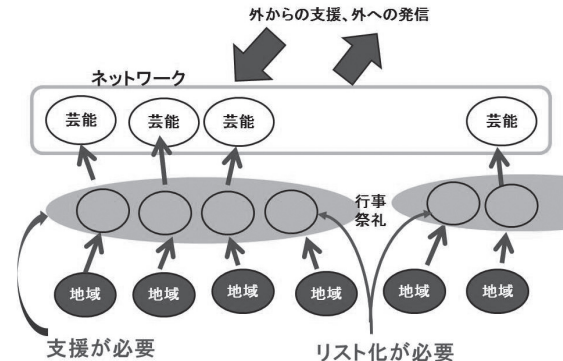 外からの支援、外への発信
ネットワーク
芸能
芸能
芸能
芸能
行事
祭礼
地域
地域
地域
地域
地域
地域
支援が必要
リスト化が必要